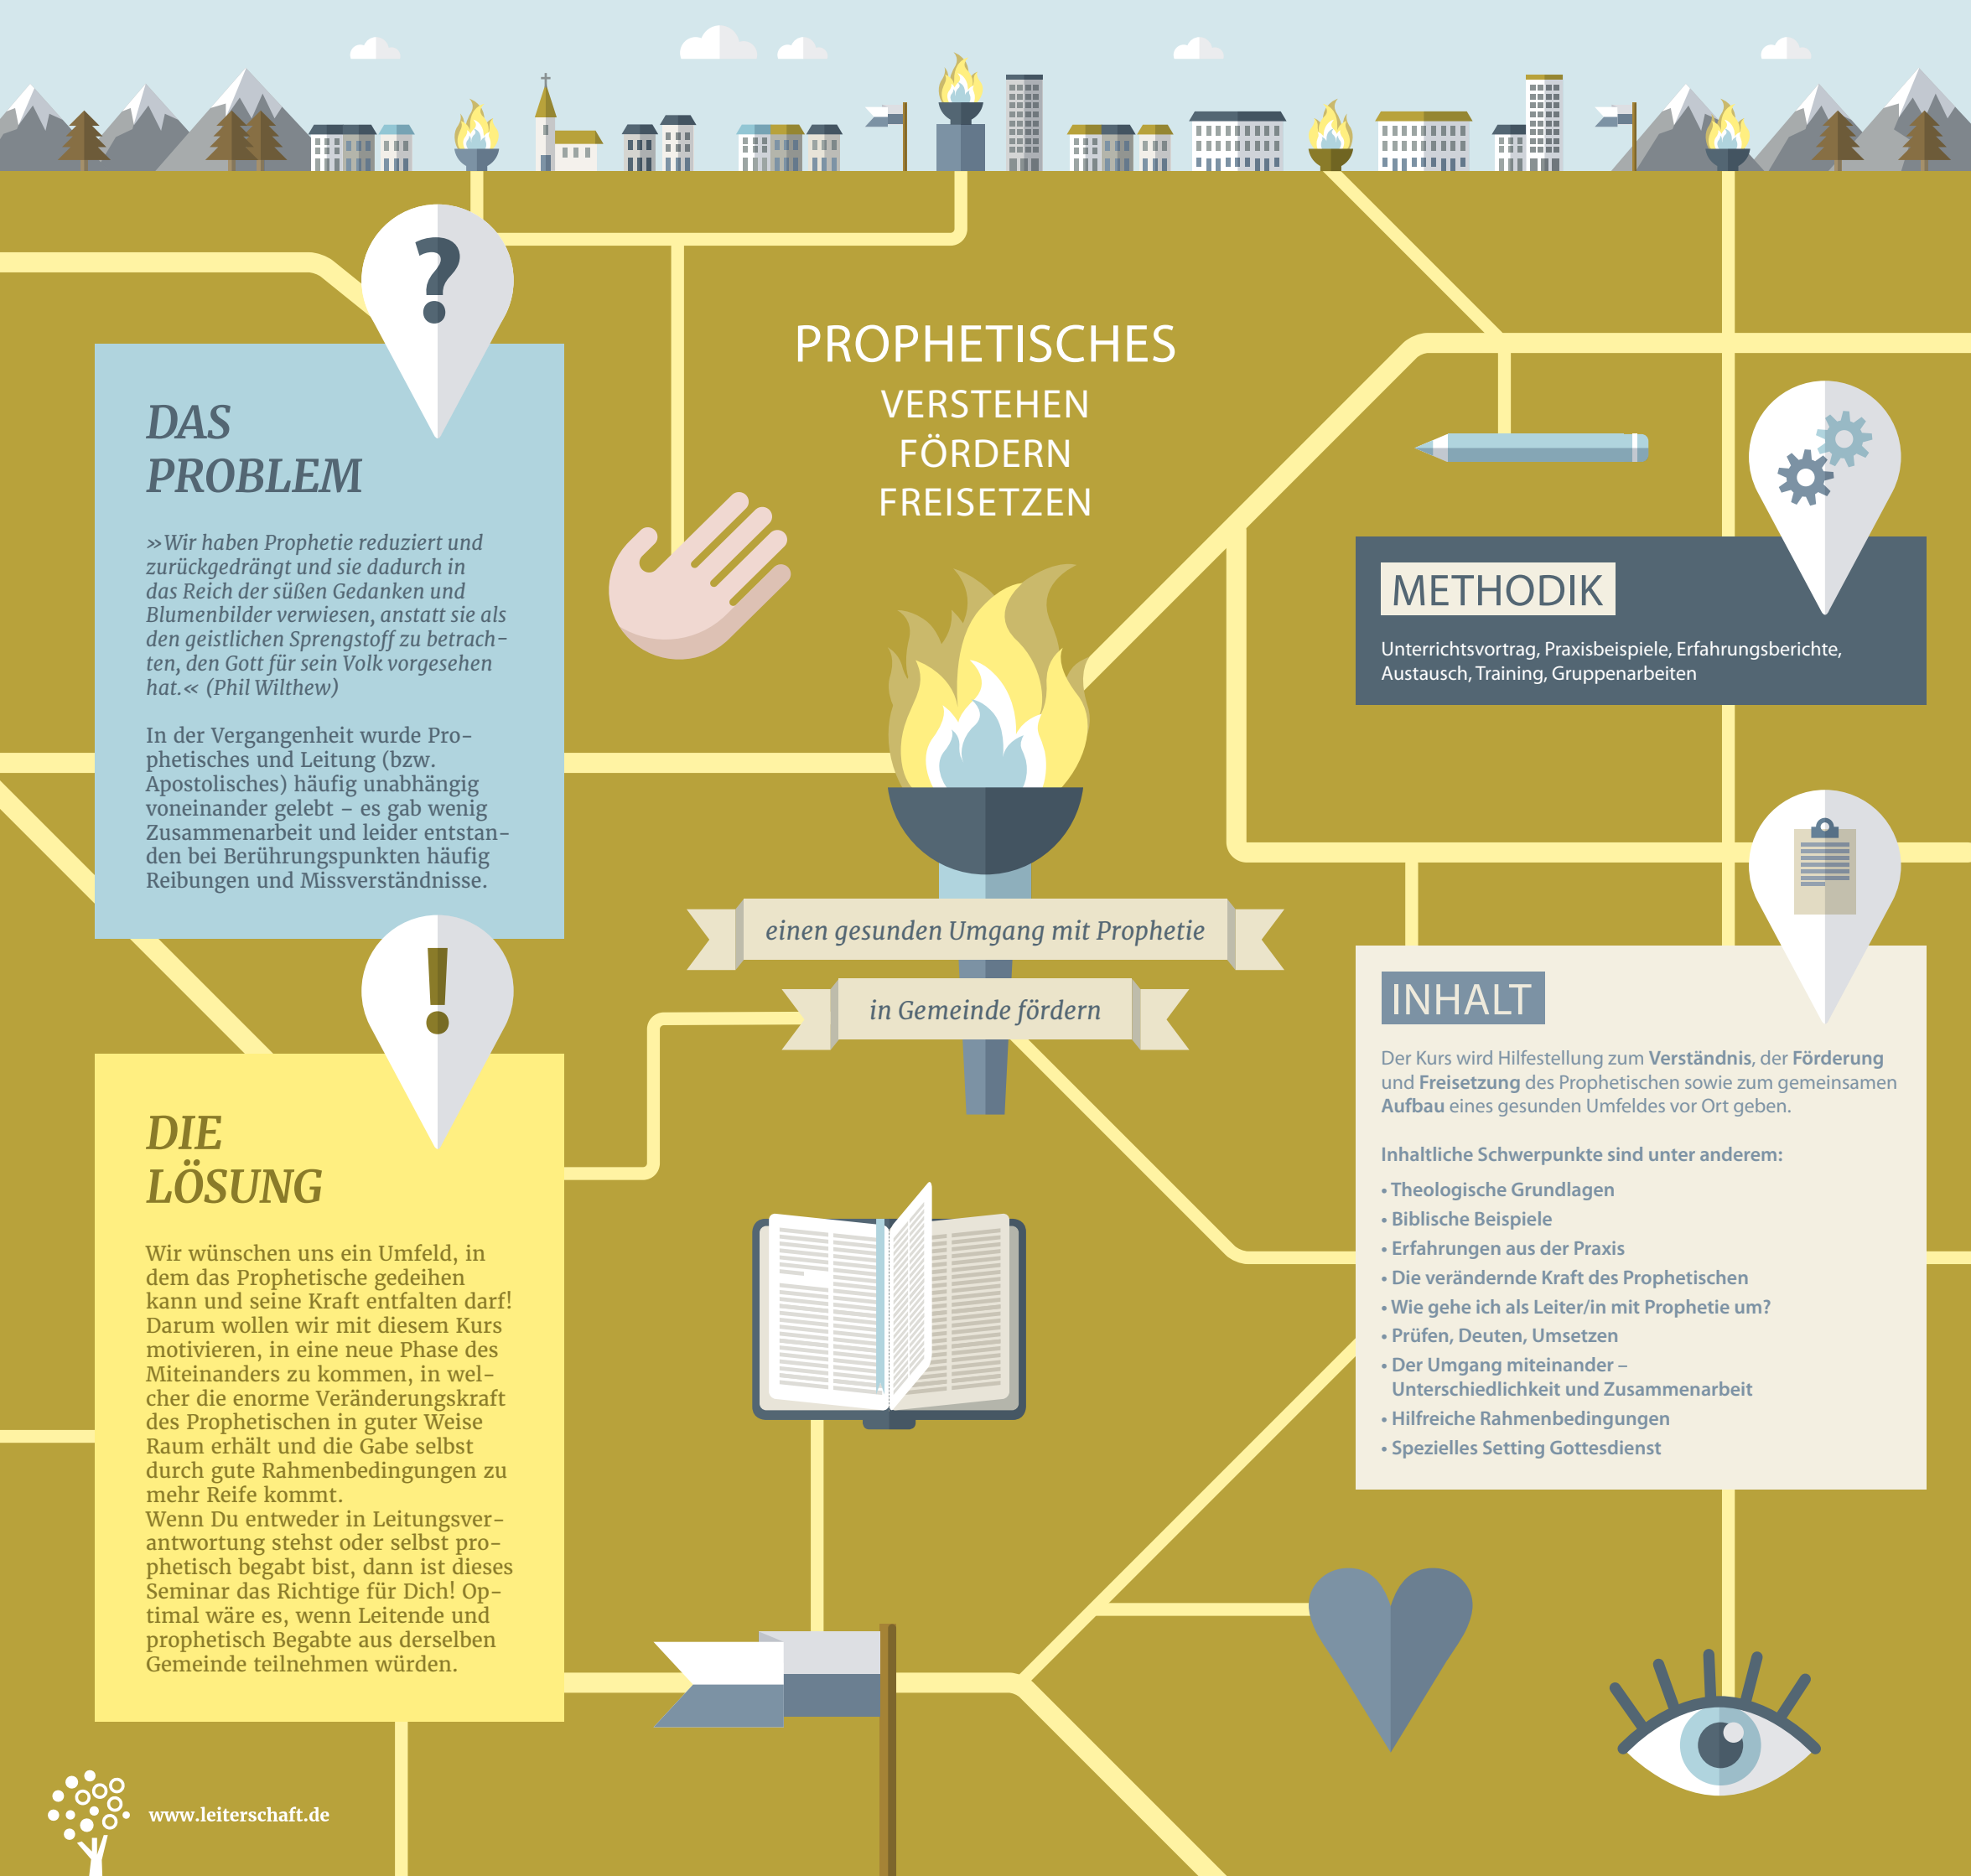 PROPHETISCHES
VERSTEHEN
FÖRDERN
FREISETZEN
?
DAS
PROBLEM
»Wir haben Prophetie reduziert und
zurückgedrängt und sie dadurch in
das Reich der süßen Gedanken und
Blumenbilder verwiesen, anstatt sie als
den geistlichen Sprengstoff zu betrach-
ten, den Gott für sein Volk vorgesehen
hat.« (Phil Wilthew)
In der Vergangenheit wurde Pro-
phetisches und Leitung (bzw.
Apostolisches) häufig unabhängig
voneinander gelebt – es gab wenig
Zusammenarbeit und leider entstan-
den bei Berührungspunkten häufig
Reibungen und Missverständnisse.
!
DIE
LÖSUNG
Wir wünschen uns ein Umfeld, in
dem das Prophetische gedeihen
kann und seine Kraft entfalten darf!
Darum wollen wir mit diesem Kurs
motivieren, in eine neue Phase des
Miteinanders zu kommen, in wel-
cher die enorme Veränderungskraft
des Prophetischen in guter Weise
Raum erhält und die Gabe selbst
durch gute Rahmenbedingungen zu
mehr Reife kommt.
Wenn Du entweder in Leitungsver-
antwortung stehst oder selbst pro-
phetisch begabt bist, dann ist dieses
Seminar das Richtige für Dich! Op-
timal wäre es, wenn Leitende und
prophetisch Begabte aus derselben
Gemeinde teilnehmen würden.
einen gesunden Umgang mit Prophetie
in Gemeinde fördern
METHODIK
Unterrichtsvortrag, Praxisbeispiele, Erfahrungsberichte,
Austausch, Training, Gruppenarbeiten
INHALT
Der Kurs wird Hilfestellung zum Verständnis, der Förderung
und Freisetzung des Prophetischen sowie zum gemeinsamen
Aufbau eines gesunden Umfeldes vor Ort geben.
Inhaltliche Schwerpunkte sind unter anderem:
• Theologische Grundlagen
• Biblische Beispiele
• Erfahrungen aus der Praxis
• Die verändernde Kraft des Prophetischen
• Wie gehe ich als Leiter/in mit Prophetie um?
• Prüfen, Deuten, Umsetzen
• Der Umgang miteinander –
Unterschiedlichkeit und Zusammenarbeit
• Hilfreiche Rahmenbedingungen
• Spezielles Setting Gottesdienst
www.leiterschaft.de